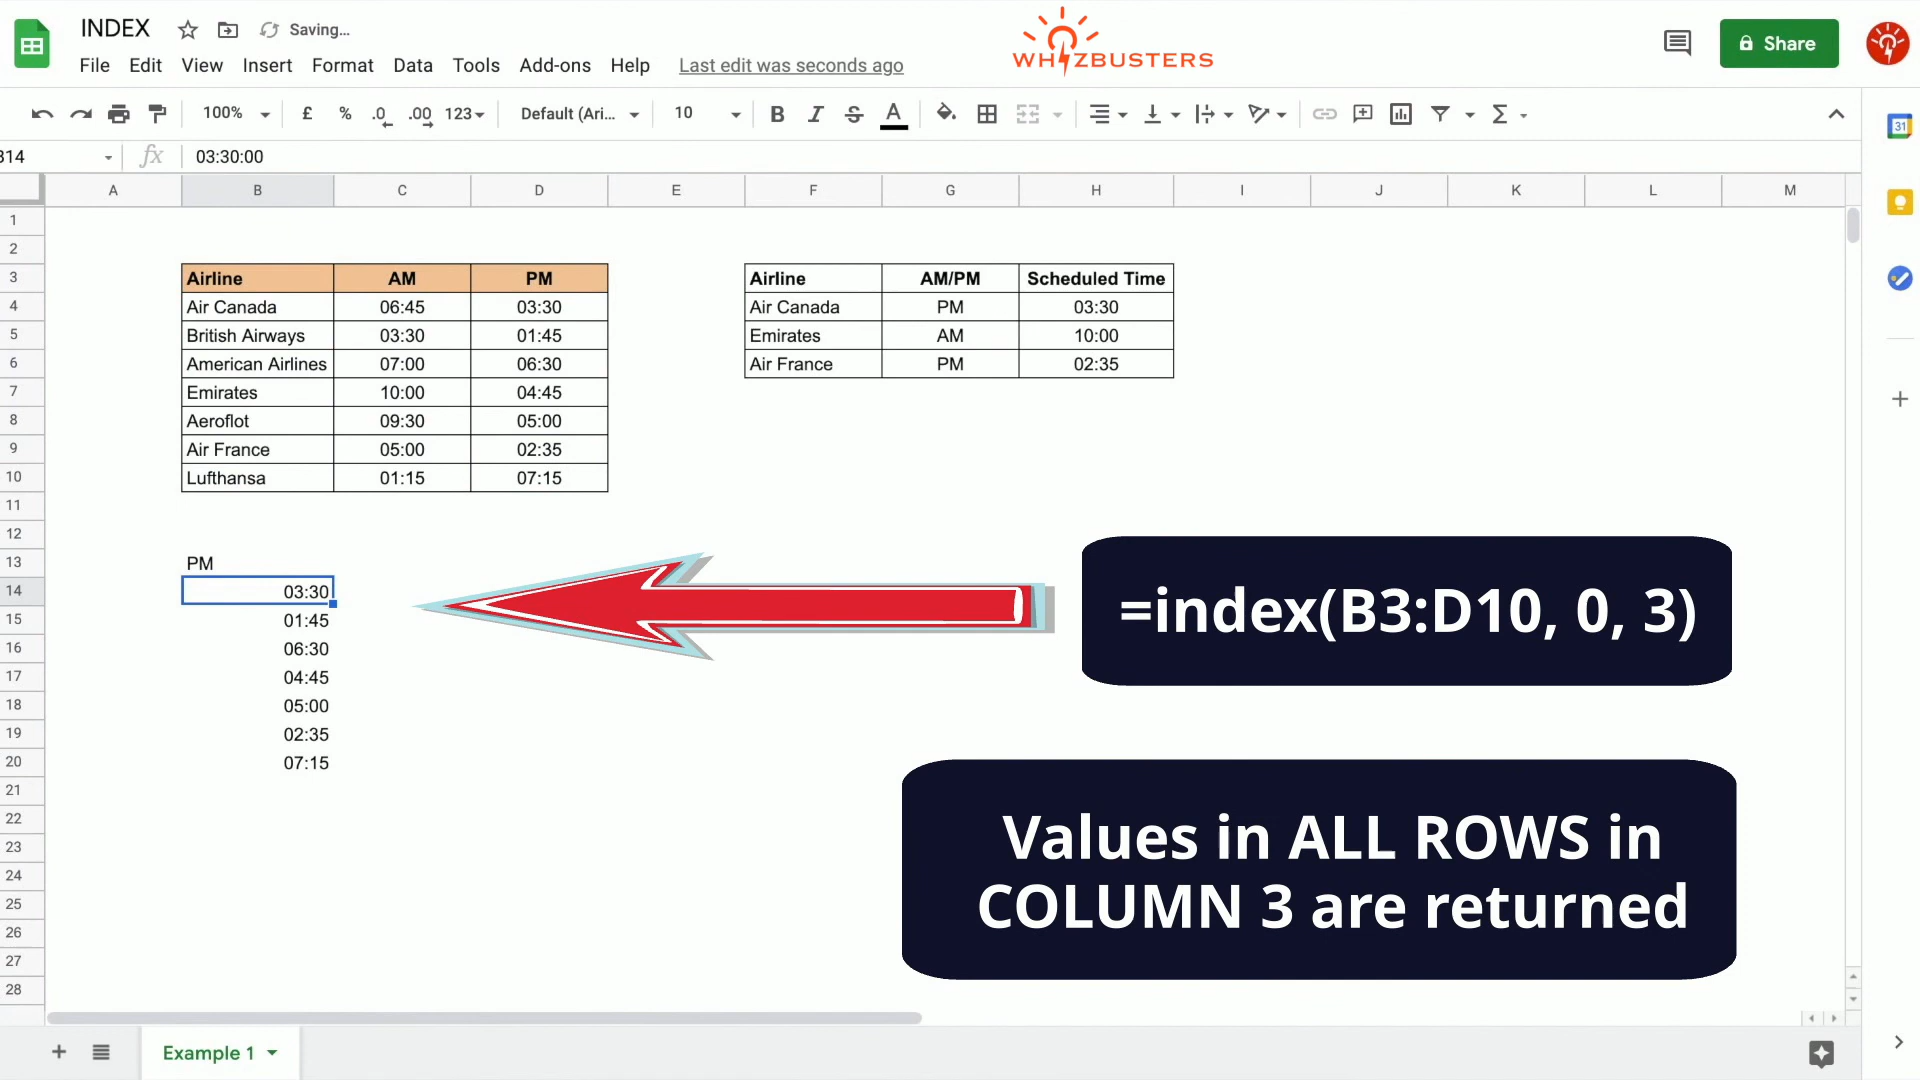 INDEX
Saving...
WHIZBUSTERS
Share
File Edit View Insert Format Data Tools Add-ons Help Last edit was seconds ago
100% £ % .0 .00 123 Default (Ari... 10 B I S A Σ
31
B14 fx 03:30:00
A B C D E F G H I J K L M
1
2
3 Airline AM PM Airline AM/PM Scheduled Time
4 Air Canada 06:45 03:30 Air Canada PM 03:30
5 British Airways 03:30 01:45 Emirates AM 10:00
6 American Airlines 07:00 06:30 Air France PM 02:35
7 Emirates 10:00 04:45
8 Aeroflot 09:30 05:00
9 Air France 05:00 02:35
10 Lufthansa 01:15 07:15
11
12
13 PM
14 03:30
15 01:45
16 06:30
17 04:45
18 05:00
19 02:35
20 07:15
21
22
23
24
25
26
27
28
=index(B3:D10, 0, 3)
Values in ALL ROWS in
COLUMN 3 are returned
Example 1